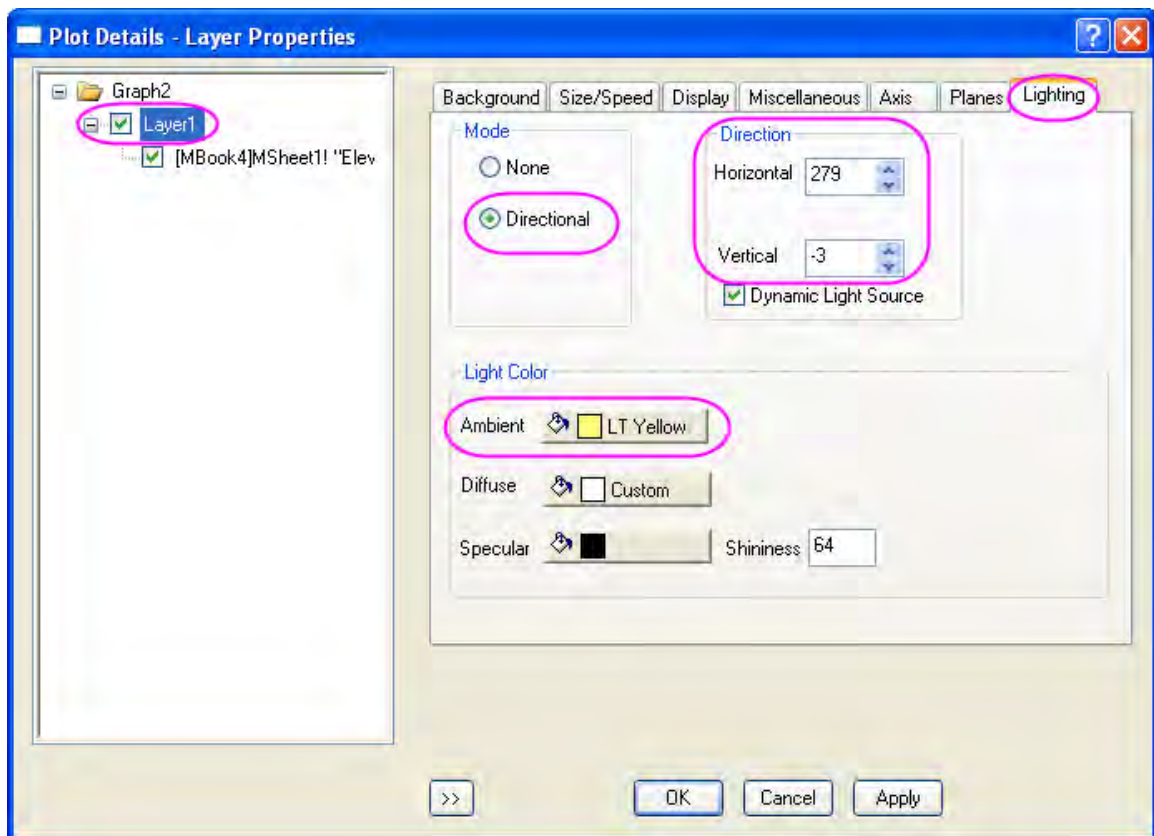 Plot Details - Layer Properties
Graph2
Layer1
[MBook4]MSheet1! "Elev
Background Size/Speed Display Miscellaneous Axis Planes Lighting
Mode
None
Directional
Direction
Horizontal 279
Vertical -3
Dynamic Light Source
Light Color
Ambient LT Yellow
Diffuse Custom
Specular Shininess 64
>> OK Cancel Apply